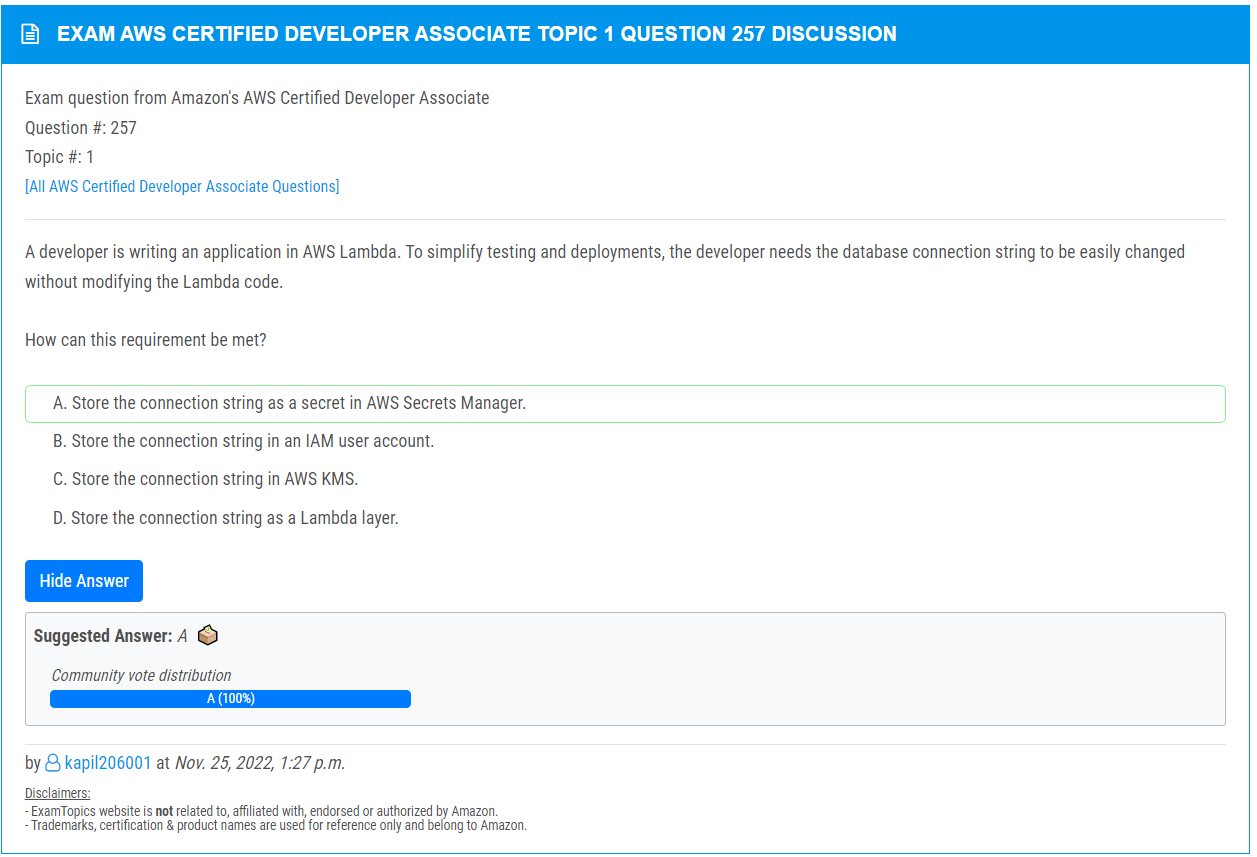 EXAM AWS CERTIFIED DEVELOPER ASSOCIATE TOPIC 1 QUESTION 257 DISCUSSION
Exam question from Amazon's AWS Certified Developer Associate
Question #: 257
Topic #: 1
[All AWS Certified Developer Associate Questions]
A developer is writing an application in AWS Lambda. To simplify testing and deployments, the developer needs the database connection string to be easily changed
without modifying the Lambda code.
How can this requirement be met?
A. Store the connection string as a secret in AWS Secrets Manager.
B. Store the connection string in an IAM user account.
C. Store the connection string in AWS KMS.
D. Store the connection string as a Lambda layer.
Hide Answer
Suggested Answer: A
Community vote distribution
A (100%)
by kapil206001 at Nov. 25, 2022, 1:27 p.m.
Disclaimers:
- ExamTopics website is not related to, affiliated with, endorsed or authorized by Amazon.
- Trademarks, certification & product names are used for reference only and belong to Amazon.